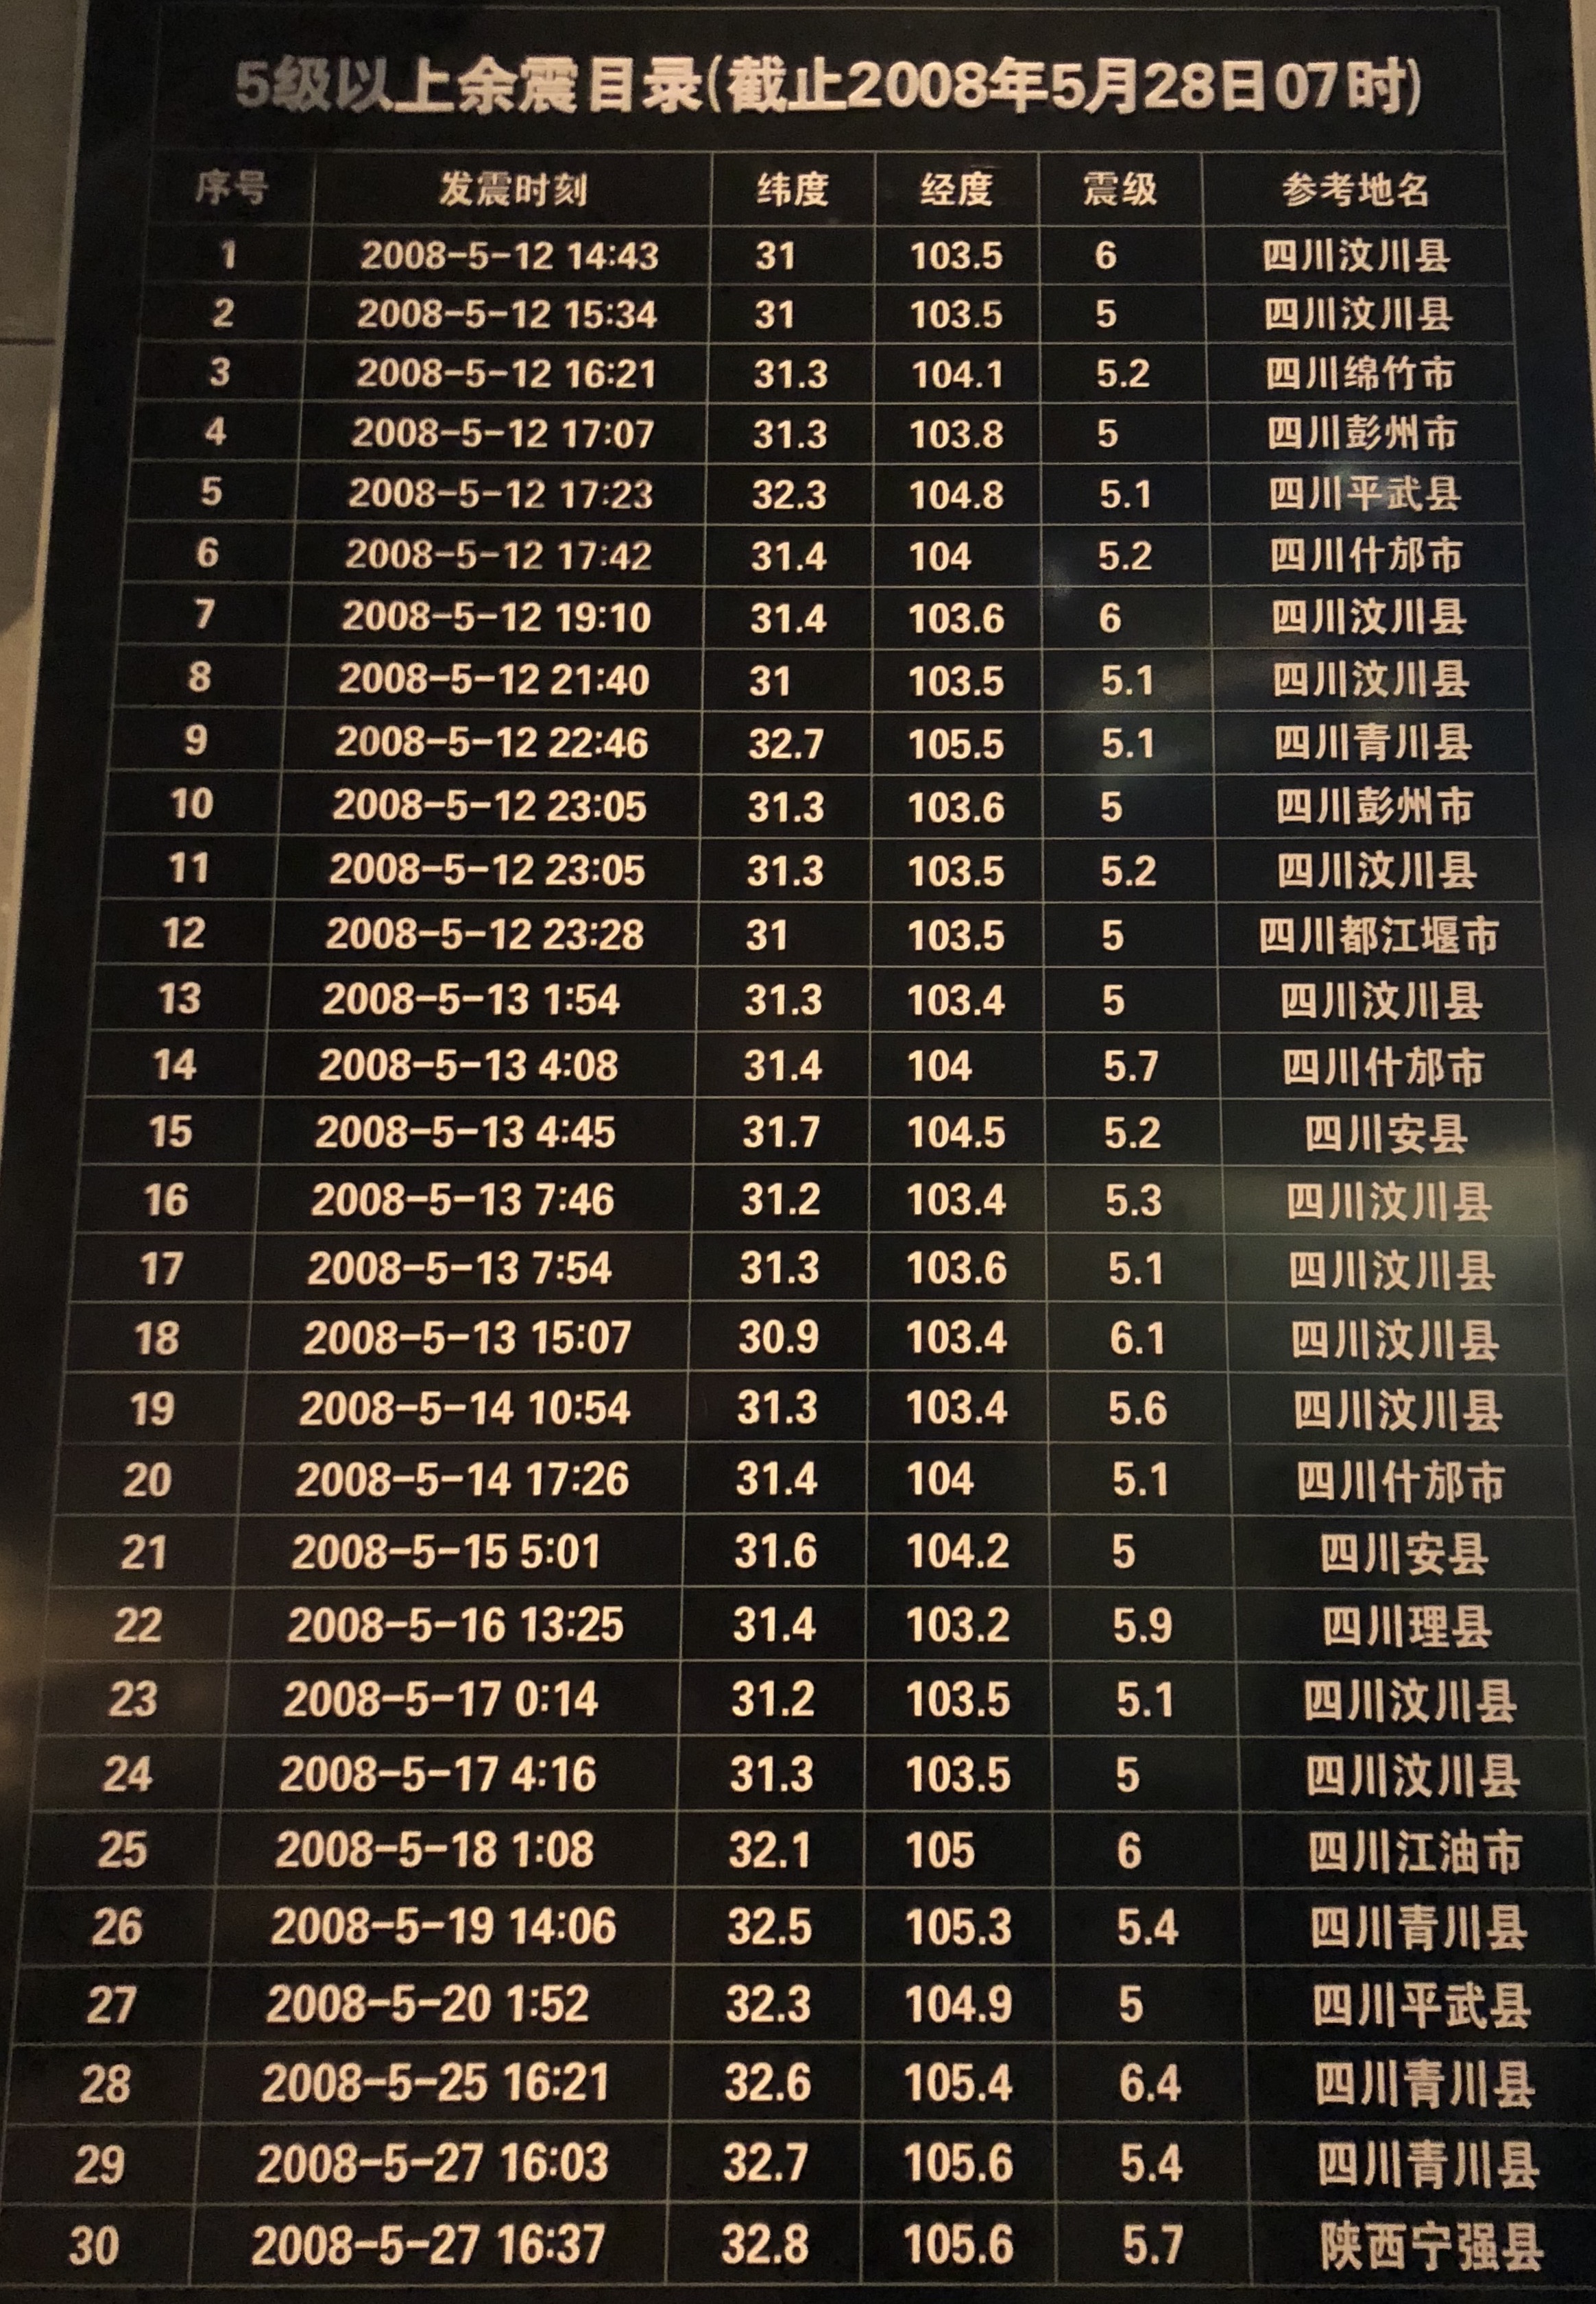 5级以上余震目录(截止2008年5月28日07时)
序号 发震时刻 纬度 经度 震级 参考地名
1 2008-5-12 14:43 31 103.5 6 四川汶川县
2 2008-5-12 15:34 31 103.5 5 四川汶川县
3 2008-5-12 16:21 31.3 104.1 5.2 四川绵竹市
4 2008-5-12 17:07 31.3 103.8 5 四川彭州市
5 2008-5-12 17:23 32.3 104.8 5.1 四川平武县
6 2008-5-12 17:42 31.4 104 5.2 四川什邡市
7 2008-5-12 19:10 31.4 103.6 6 四川汶川县
8 2008-5-12 21:40 31 103.5 5.1 四川汶川县
9 2008-5-12 22:46 32.7 105.5 5.1 四川青川县
10 2008-5-12 23:05 31.3 103.6 5 四川彭州市
11 2008-5-12 23:05 31.3 103.5 5.2 四川汶川县
12 2008-5-12 23:28 31 103.5 5 四川都江堰市
13 2008-5-13 1:54 31.3 103.4 5 四川汶川县
14 2008-5-13 4:08 31.4 104 5.7 四川什邡市
15 2008-5-13 4:45 31.7 104.5 5.2 四川安县
16 2008-5-13 7:46 31.2 103.4 5.3 四川汶川县
17 2008-5-13 7:54 31.3 103.6 5.1 四川汶川县
18 2008-5-13 15:07 30.9 103.4 6.1 四川汶川县
19 2008-5-14 10:54 31.3 103.4 5.6 四川汶川县
20 2008-5-14 17:26 31.4 104 5.1 四川什邡市
21 2008-5-15 5:01 31.6 104.2 5 四川安县
22 2008-5-16 13:25 31.4 103.2 5.9 四川理县
23 2008-5-17 0:14 31.2 103.5 5.1 四川汶川县
24 2008-5-17 4:16 31.3 103.5 5 四川汶川县
25 2008-5-18 1:08 32.1 105 6 四川江油市
26 2008-5-19 14:06 32.5 105.3 5.4 四川青川县
27 2008-5-20 1:52 32.3 104.9 5 四川平武县
28 2008-5-25 16:21 32.6 105.4 6.4 四川青川县
29 2008-5-27 16:03 32.7 105.6 5.4 四川青川县
30 2008-5-27 16:37 32.8 105.6 5.7 陕西宁强县